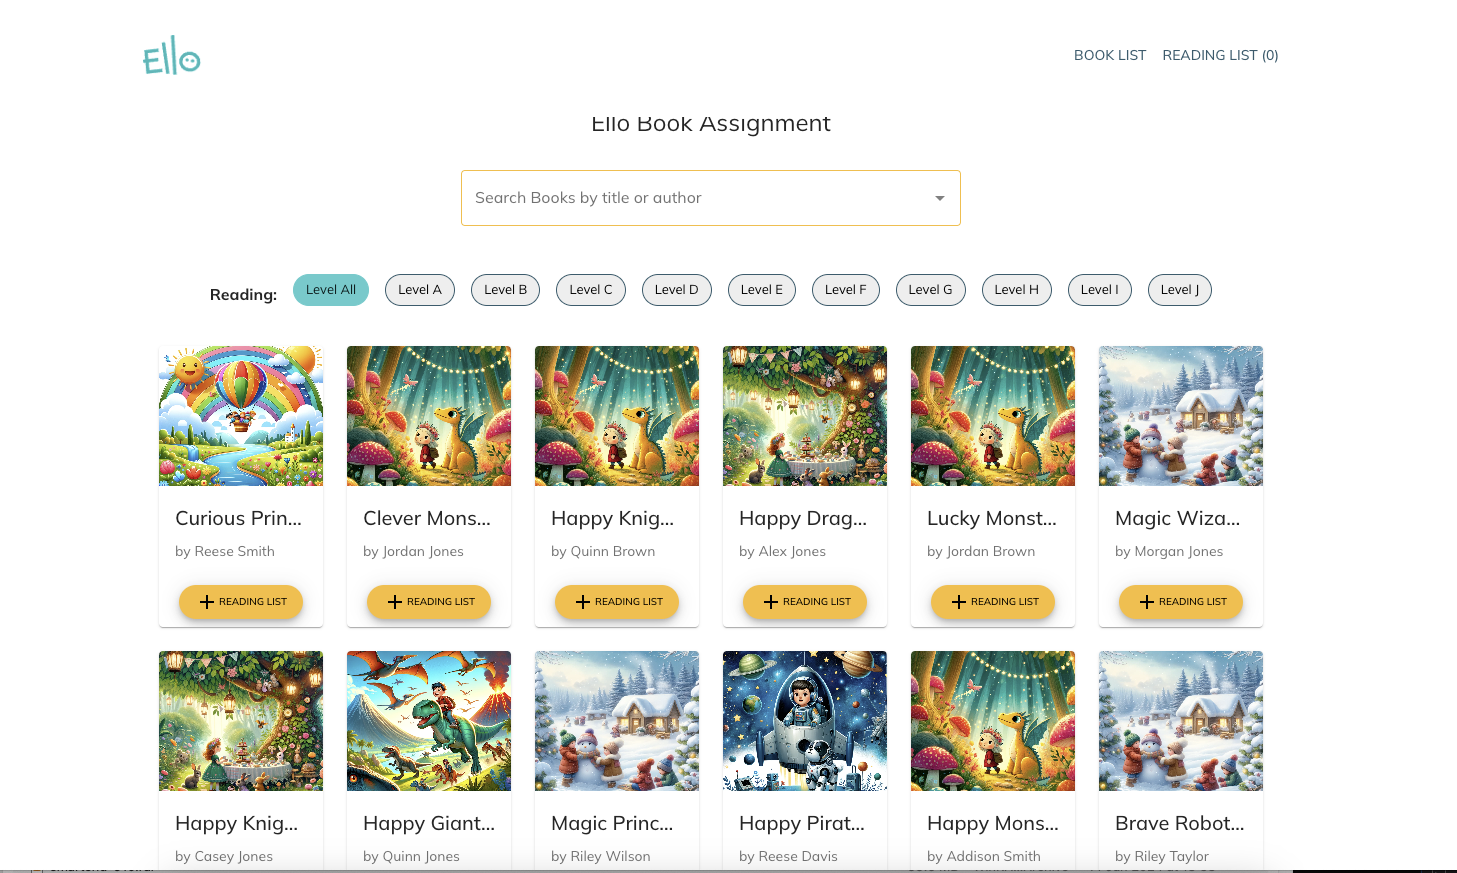 Ello
BOOK LIST READING LIST (0)
Ello Book Assignment
Search Books by title or author
Reading: Level All Level A Level B Level C Level D Level E Level F Level G Level H Level I Level J
Curious Prin... Clever Mons... Happy Knig... Happy Drag... Lucky Monst... Magic Wiza...
by Reese Smith by Jordan Jones by Quinn Brown by Alex Jones by Jordan Brown by Morgan Jones
+ READING LIST + READING LIST + READING LIST + READING LIST + READING LIST + READING LIST
Happy Knig... Happy Giant... Magic Princ... Happy Pirat... Happy Mons... Brave Robot...
by Casey Jones by Quinn Jones by Riley Wilson by Reese Davis by Addison Smith by Riley Taylor